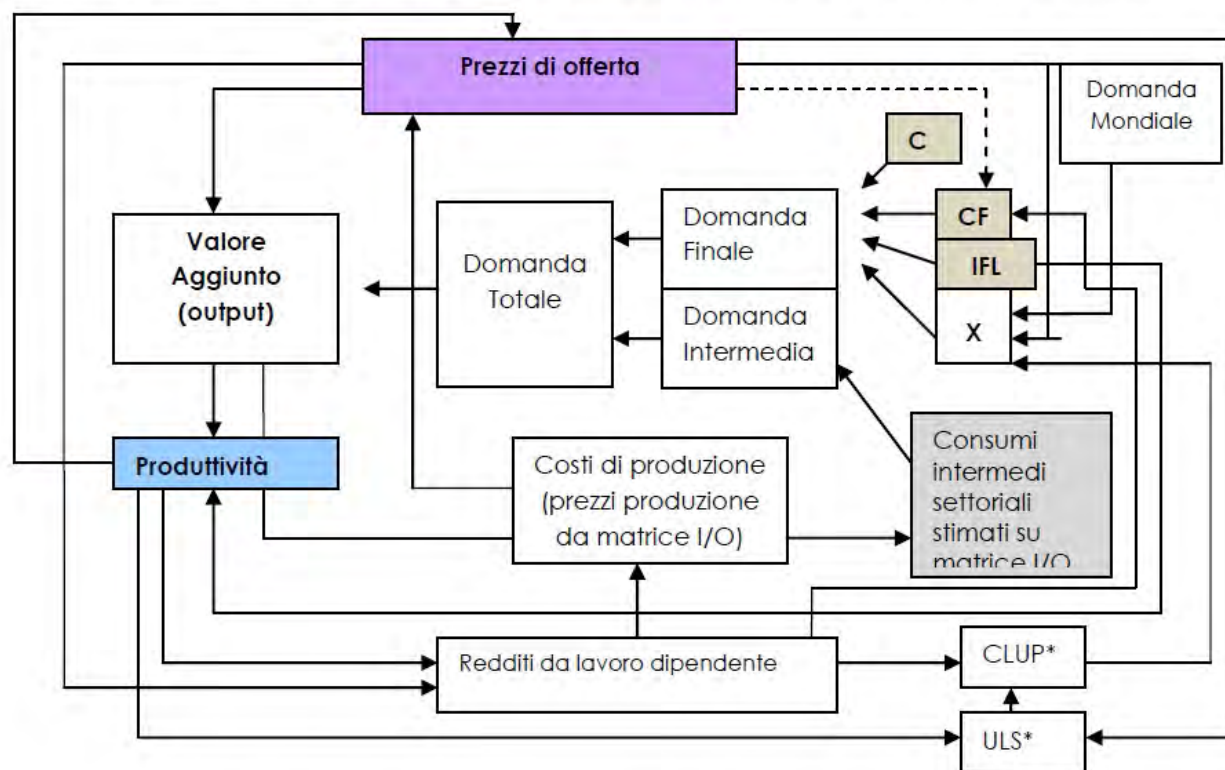 Prezzi di offerta
Domanda
Mondiale
C
CF
IFL
X
Valore
Aggiunto
(output)
Domanda
Totale
Domanda
Finale
Domanda
Intermedia
Produttività
Costi di produzione
(prezzi produzione
da matrice I/O)
Consumi
intermedi
settoriali
stimati su
matrice I/O
Redditi da lavoro dipendente
CLUP*
ULS*